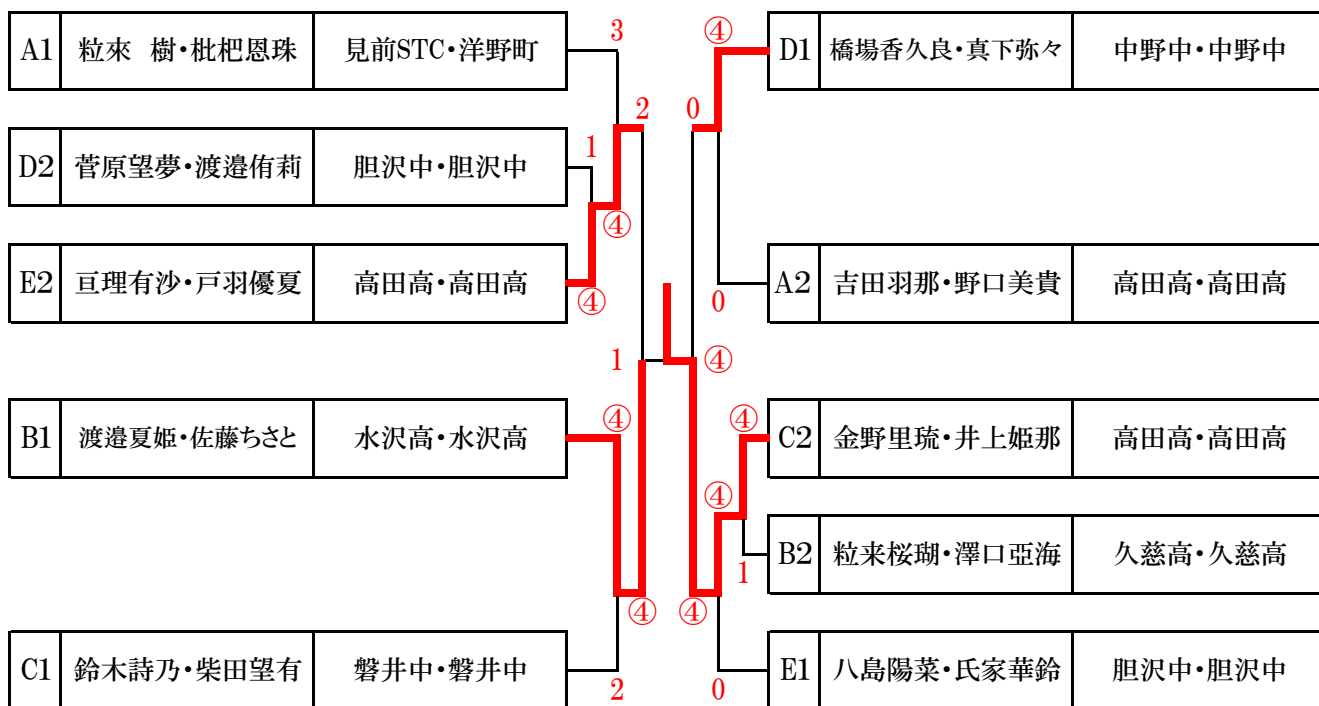 A1 粒來 樹・枇杷恩珠 見前STC・洋野町
3
D2 菅原望夢・渡邉侑莉 胆沢中・胆沢中
1
2
④
E2 亘理有沙・戸羽優夏 高田高・高田高
④
1
B1 渡邉夏姫・佐藤ちさと 水沢高・水沢高
④
④
C1 鈴木詩乃・柴田望有 磐井中・磐井中
2
④
D1 橋場香久良・真下弥々 中野中・中野中
0
A2 吉田羽那・野口美貴 高田高・高田高
0
④
④
C2 金野里琉・井上姫那 高田高・高田高
④
B2 粒来桜瑚・澤口亞海 久慈高・久慈高
1
④
E1 八島陽菜・氏家華鈴 胆沢中・胆沢中
0